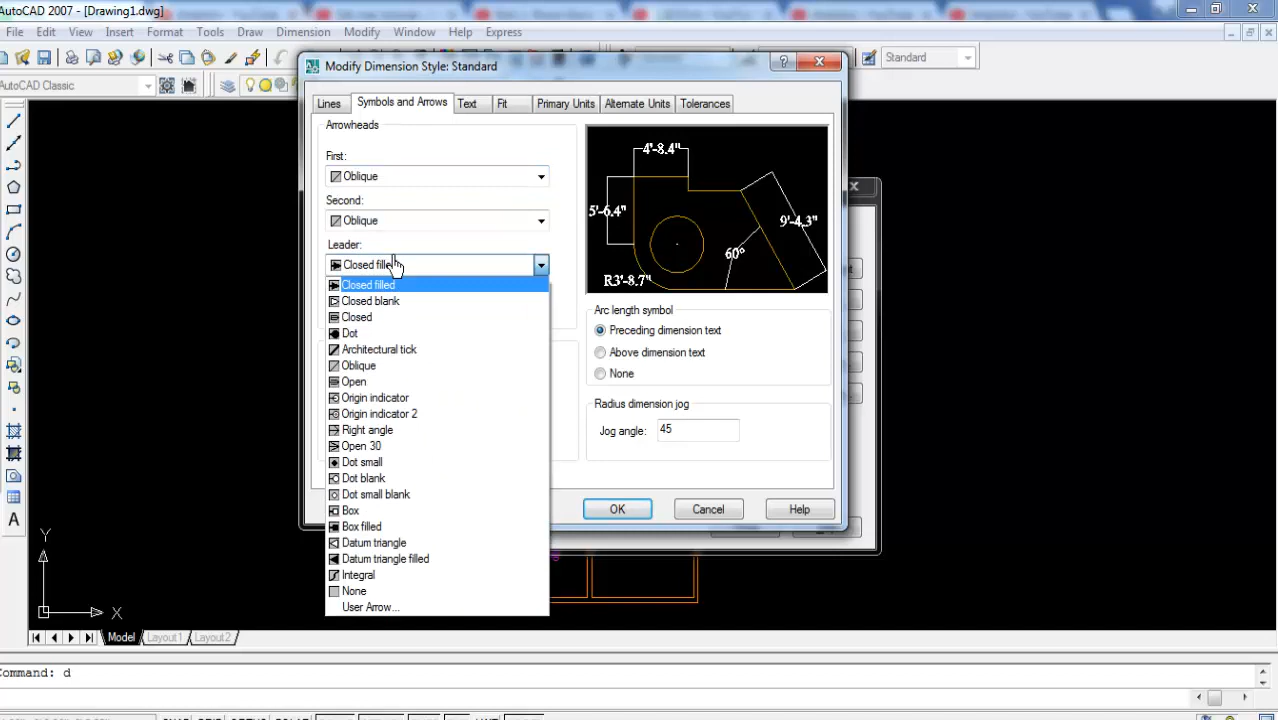 AutoCAD 2007 - [Drawing1.dwg]
File Edit View Insert Format Tools Draw Dimension Modify Window Help Express
Standard
AutoCAD Classic
Modify Dimension Style: Standard
Lines Symbols and Arrows Text Fit Primary Units Alternate Units Tolerances
Arrowheads
First:
Oblique
Second:
Oblique
Leader:
Closed filled
Closed filled
Closed blank
Closed
Dot
Architectural tick
Oblique
Open
Origin indicator
Origin indicator 2
Right angle
Open 30
Dot small
Dot blank
Dot small blank
Box
Box filled
Datum triangle
Datum triangle filled
Integral
None
User Arrow...
4'-8.4"
5'-6.4"
9'-4.3"
60°
R3'-8.7"
Arc length symbol
Preceding dimension text
Above dimension text
None
Radius dimension jog
Jog angle: 45
OK Cancel Help
Y
X
Model Layout1 Layout2
Command: d